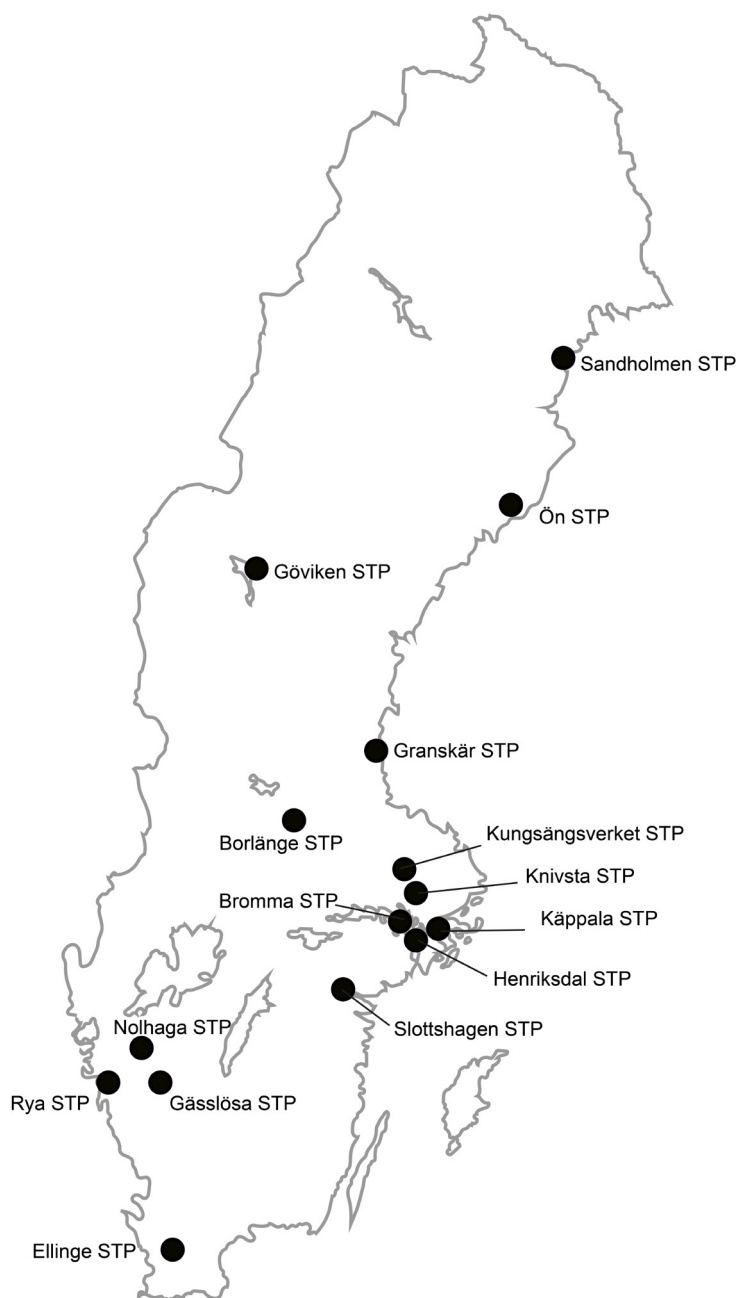 Sandholmen STP
Ön STP
Göviken STP
Granskär STP
Borlänge STP
Kungsängsverket STP
Knivsta STP
Bromma STP
Käppala STP
Henriksdal STP
Slottshagen STP
Nolhaga STP
Rya STP
Gässlösa STP
Ellinge STP